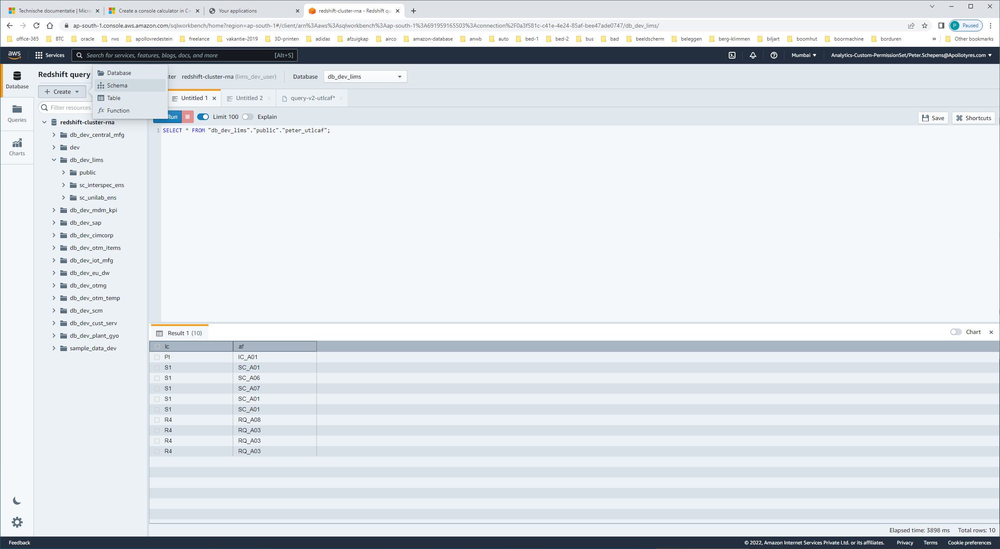 Technische documentatie | Micro
Create a console calculator in C+
Your applications
redshift-cluster-rna - Redshift qu
ap-south-1.console.aws.amazon.com/sqlworkbench/home?region=ap-south-1#/client/arn%3Aaws%3Asqlworkbench%3Aap-south-1%3A691959165503%3Aconnection%2F0a3f581c-c41e-4e24-85af-bee47ade0747/db_dev_lims/
P Paused
office-365 BTC oracle rws apollovredestein freelance vakantie-2019 3D-printen adidas afzuigkap airco amazon-database anwb auto bed-1 bed-2 bus bad beeldscherm beleggen berg-klimmen biljart boomhut boormachine borduren » Other bookmarks
aws Services Search for services, features, blogs, docs, and more [Alt+S] Mumbai Analytics-Custom-PermissionSet/Peter.Schepens@Apollotyres.com
Database
Queries
Charts
Redshift query
+ Create
Filter resources
Database
Schema
Table
Function
redshift-cluster-rna
db_dev_central_mfg
dev
db_dev_lims
public
sc_interspec_ens
sc_unilab_ens
db_dev_mdm_kpi
db_dev_sap
db_dev_cimcorp
db_dev_otm_items
db_dev_iot_mfg
db_dev_eu_dw
db_dev_otmg
db_dev_otm_temp
db_dev_scm
db_dev_cust_serv
db_dev_plant_gyo
sample_data_dev
ster redshift-cluster-rna (lims_dev_user) Database db_dev_lims
Untitled 1 Untitled 2 query-v2-utlcaf*
Run Limit 100 Explain Save Shortcuts
1 SELECT * FROM "db_dev_lims"."public"."peter_utlcaf";
Result 1 (10) Chart
lc af
PI IC_A01
S1 SC_A01
S1 SC_A06
S1 SC_A07
S1 SC_A01
S1 SC_A01
R4 RQ_A08
R4 RQ_A03
R4 RQ_A03
R4 RQ_A03
Elapsed time: 3898 ms Total rows: 10
Feedback © 2022, Amazon Internet Services Private Ltd. or its affiliates. Privacy Terms Cookie preferences